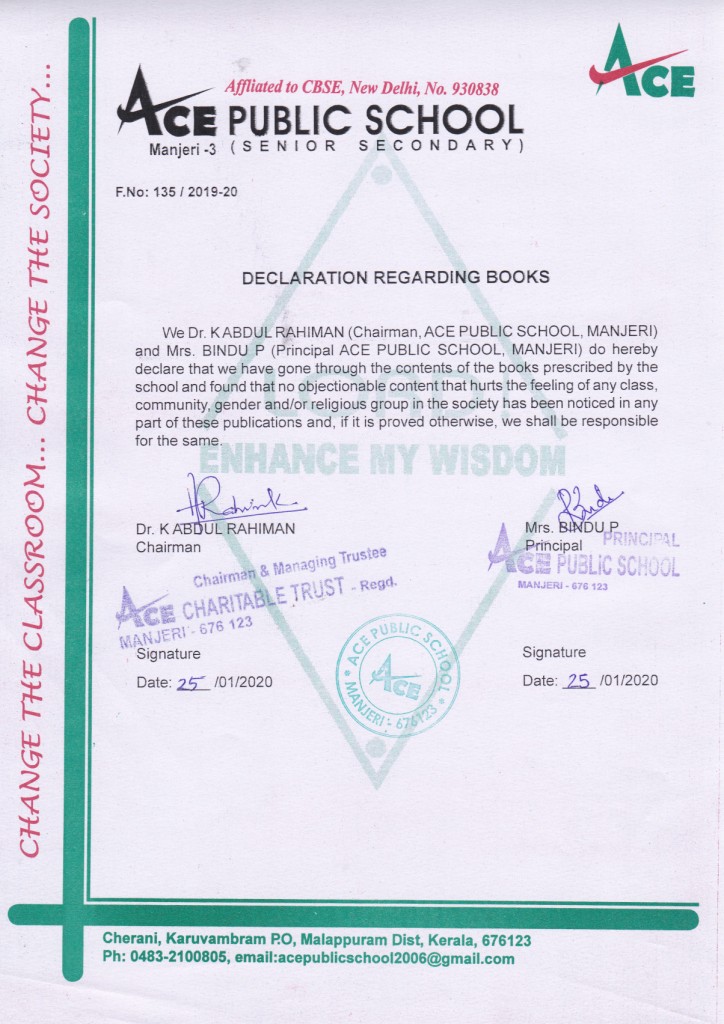 CHANGE THE CLASSROOM... CHANGE THE SOCIETY...
ACE
Affliated to CBSE, New Delhi, No. 930838
ACE PUBLIC SCHOOL
Manjeri -3 (SENIOR SECONDARY)
F.No: 135 / 2019-20
DECLARATION REGARDING BOOKS
We Dr. K ABDUL RAHIMAN (Chairman, ACE PUBLIC SCHOOL, MANJERI)
and Mrs. BINDU P (Principal ACE PUBLIC SCHOOL, MANJERI) do hereby
declare that we have gone through the contents of the books prescribed by the
school and found that no objectionable content that hurts the feeling of any class,
community, gender and/or religious group in the society has been noticed in any
part of these publications and, if it is proved otherwise, we shall be responsible
for the same.
LORD!
ENHANCE MY WISDOM
Dr. K ABDUL RAHIMAN
Chairman
Chairman & Managing Trustee
ACE CHARITABLE TRUST - Regd.
MANJERI - 676 123
Signature
Date: 25 /01/2020
Mrs. BINDU P
Principal
PRINCIPAL
ACE PUBLIC SCHOOL
MANJERI - 676 123
Signature
Date: 25 /01/2020
ACE PUBLIC SCHOOL
ACE
MANJERI - 676123
Cherani, Karuvambram P.O, Malappuram Dist, Kerala, 676123
Ph: 0483-2100805, email:acepublicschool2006@gmail.com